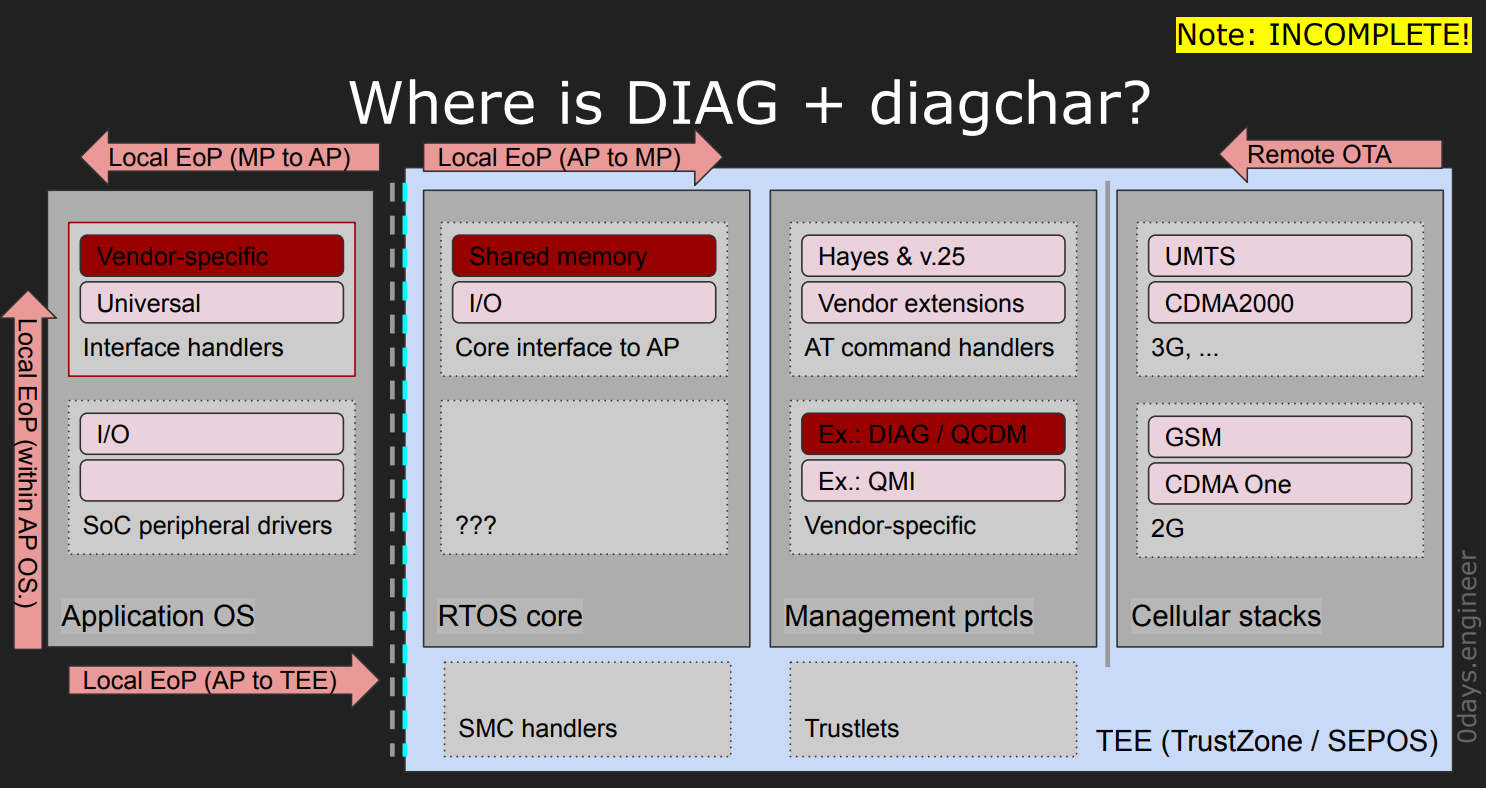 Note: INCOMPLETE!
Where is DIAG + diagchar?
Local EoP (MP to AP)
Local EoP (AP to MP)
Remote OTA
Local EoP (within AP OS.)
Vendor-specific
Universal
Interface handlers
I/O
SoC peripheral drivers
Application OS
Local EoP (AP to TEE)
Shared memory
I/O
Core interface to AP
???
RTOS core
SMC handlers
Hayes & v.25
Vendor extensions
AT command handlers
Ex.: DIAG / QCDM
Ex.: QMI
Vendor-specific
Management prtcls
Trustlets
UMTS
CDMA2000
3G, ...
GSM
CDMA One
2G
Cellular stacks
TEE (TrustZone / SEPOS)
0days.engineer